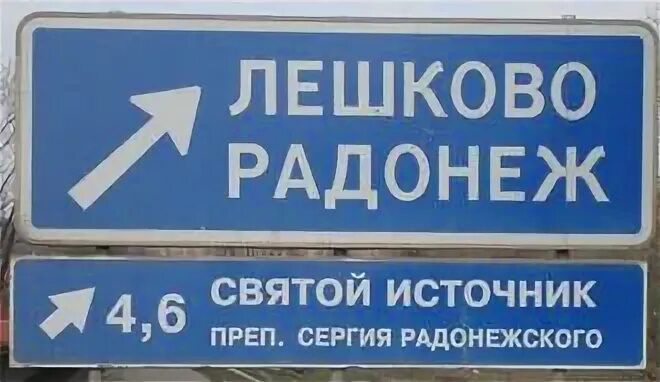 ЛЕШКОВО
РАДОНЕЖ
4,6 СВЯТОЙ ИСТОЧНИК
ПРЕП. СЕРГИЯ РАДОНЕЖСКОГО